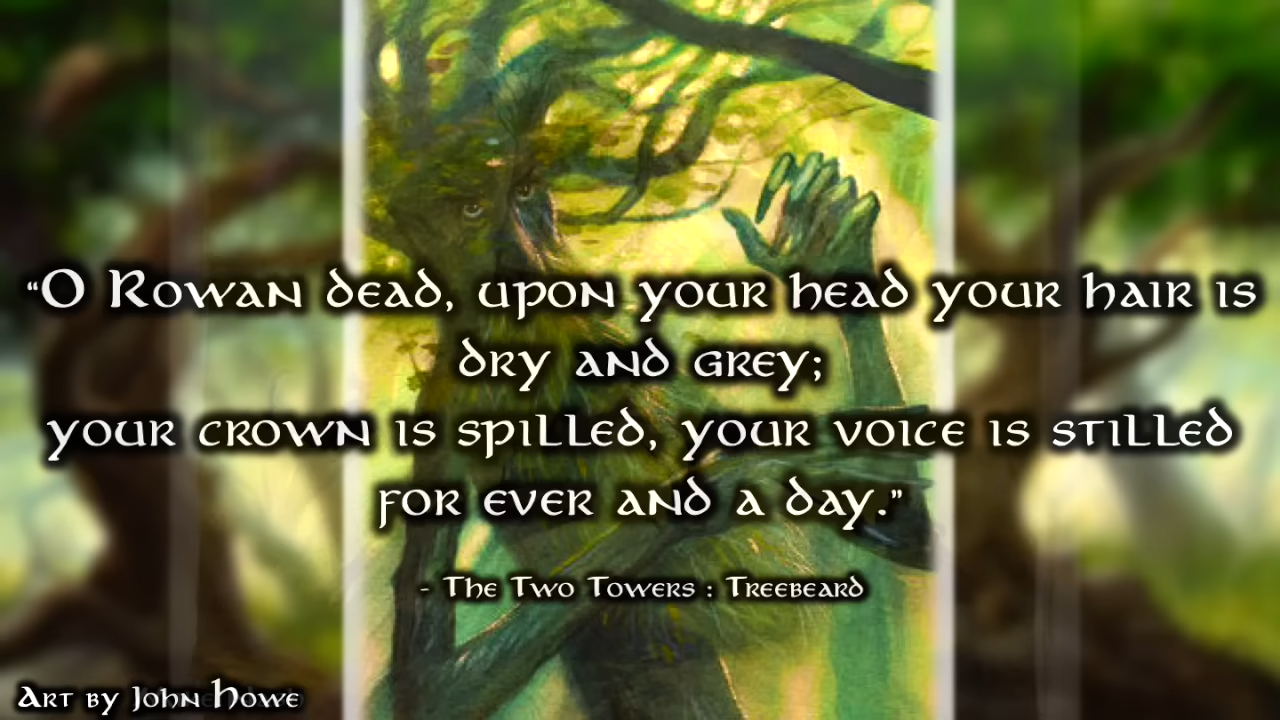 “O Rowan dead, upon your head your hair is
dry and grey;
your crown is spilled, your voice is stilled
for ever and a day.”
- The Two Towers : Treebeard
Art by John Howe